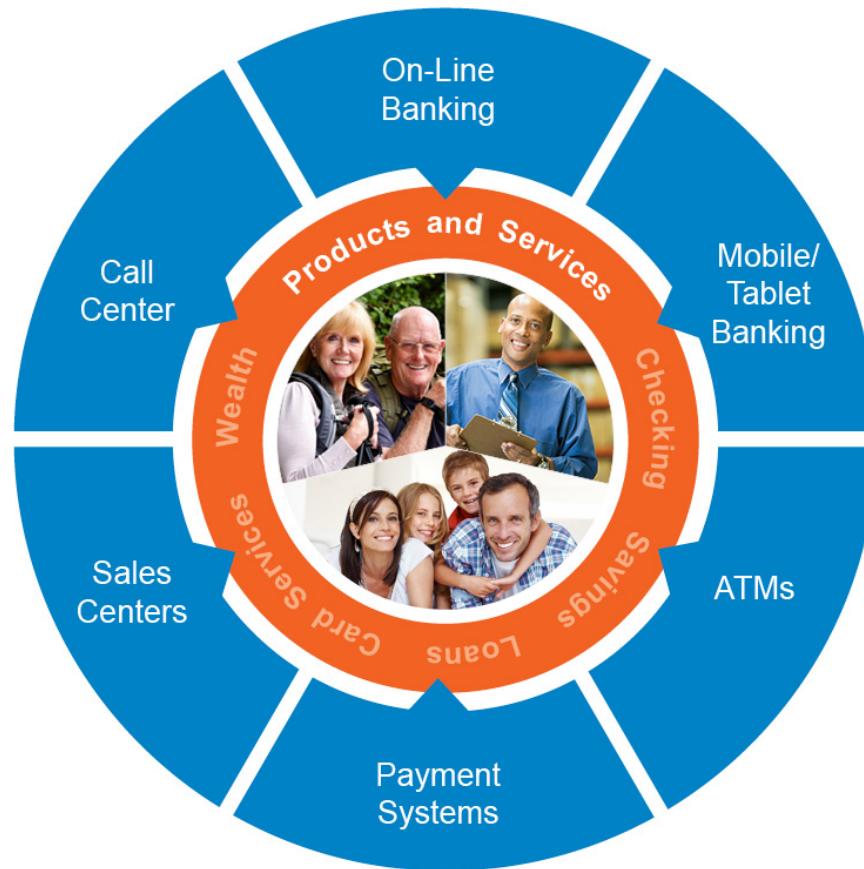 On-Line
Banking
Mobile/
Tablet
Banking
ATMs
Payment
Systems
Sales
Centers
Call
Center
Products and Services
Checking
Savings
Loans
Card Services
Wealth